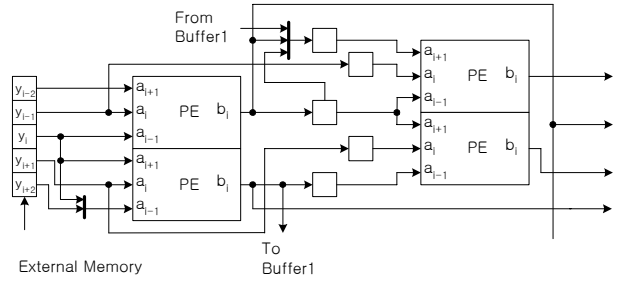 From
Buffer1
y_{i-2}
y_{i-1}
y_i
y_{i+1}
y_{i+2}
a_{i+1}
a_i PE b_i
a_{i-1}
a_{i+1}
a_i PE b_i
a_{i-1}
a_{i+1}
a_i PE b_i
a_{i-1}
a_{i+1}
a_i PE b_i
a_{i-1}
To
Buffer1
External Memory